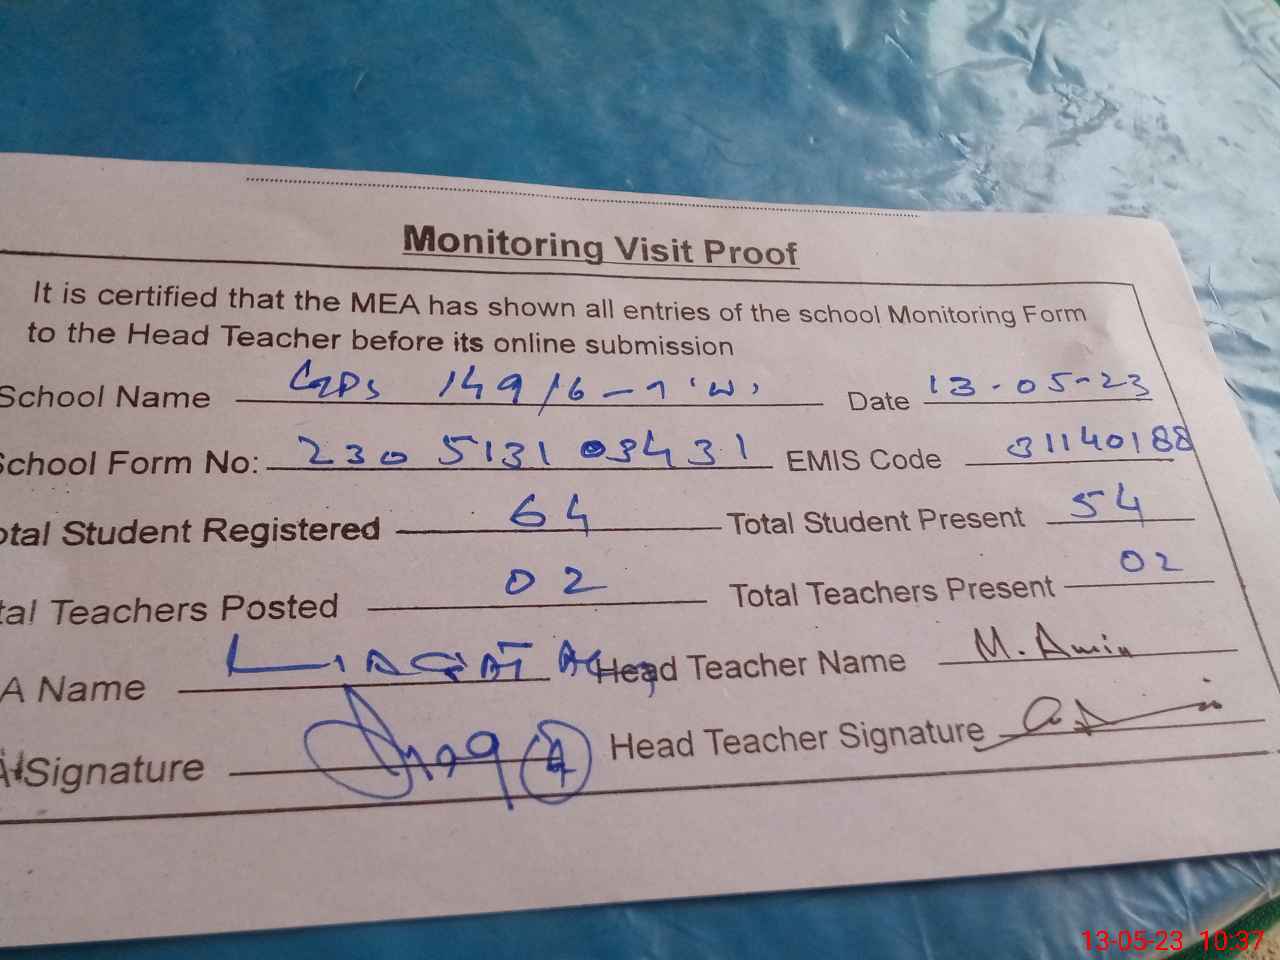 Monitoring Visit Proof
It is certified that the MEA has shown all entries of the school Monitoring Form
to the Head Teacher before its online submission
School Name GPS 149/6-R 'W' Date 13-05-23
School Form No: 230513103431 EMIS Code 31140188
otal Student Registered 64 Total Student Present 54
tal Teachers Posted 02 Total Teachers Present 02
A Name LIAQAT ALI Head Teacher Name M. Amin
Signature Head Teacher Signature
13-05-23 10:37